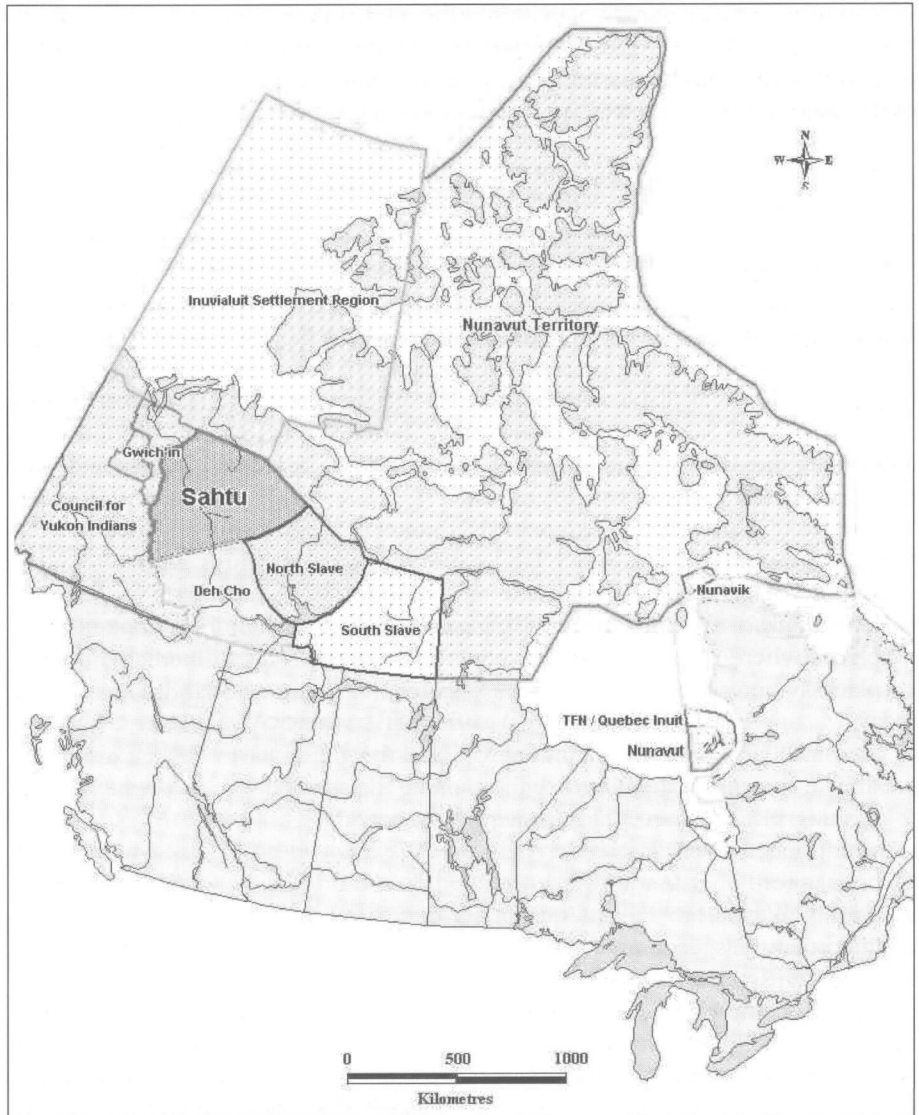 N
W E
S
Inuvialuit Settlement Region
Nunavut Territory
Gwich'in
Sahtu
Council for
Yukon Indians
North Slave
Deh Cho
Nunavik
South Slave
TFN / Quebec Inuit
Nunavut
0 500 1000
Kilometres